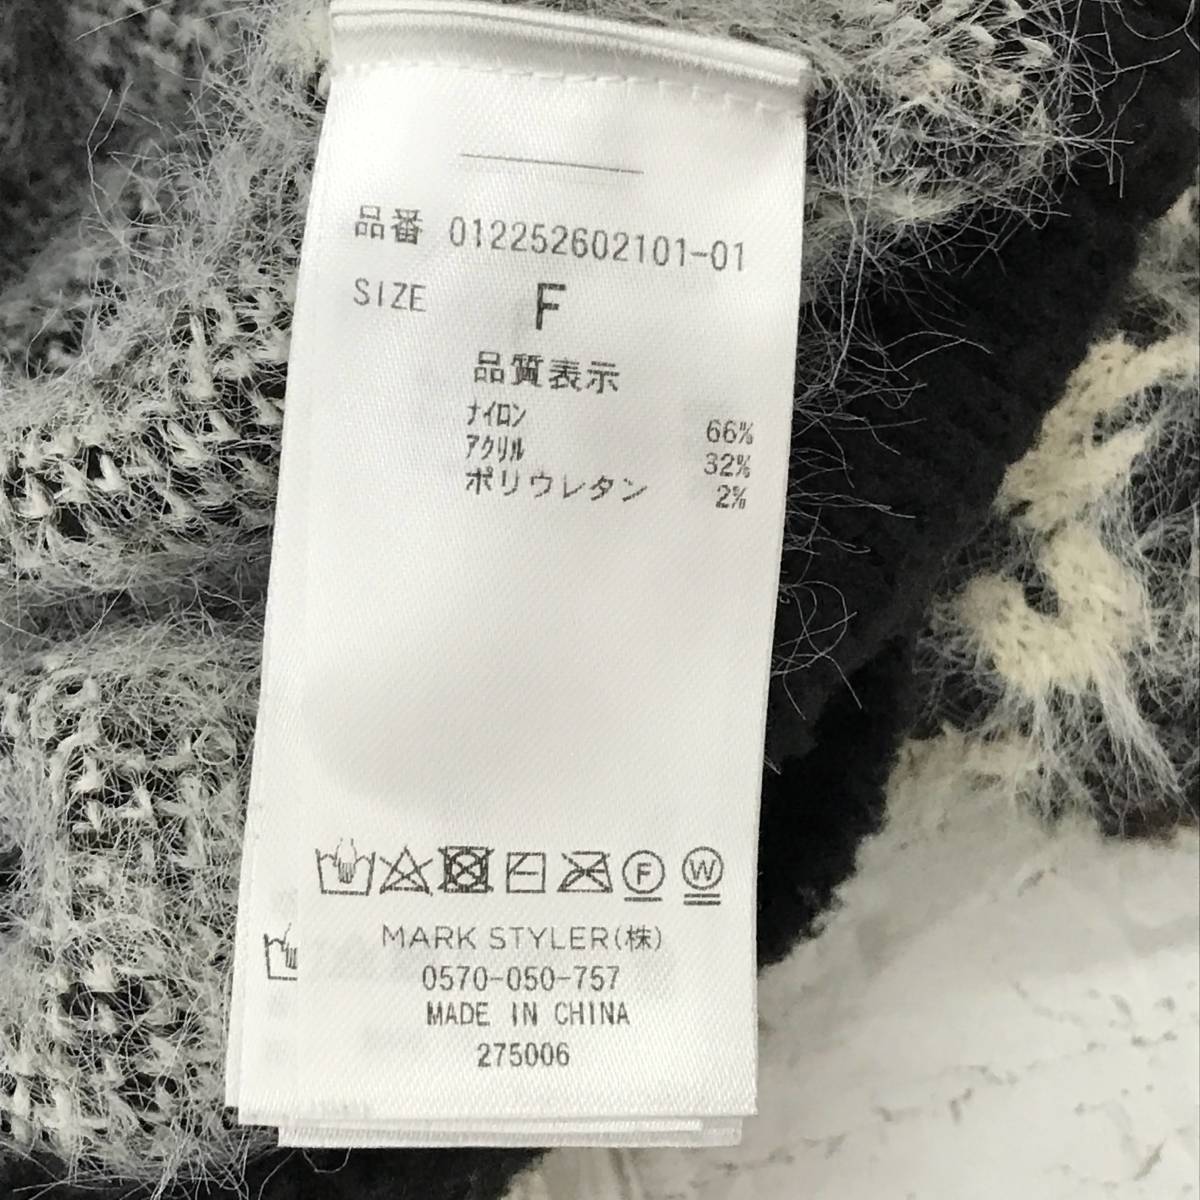 品番 012252602101-01
SIZE F
品質表示
ナイロン 66%
アクリル 32%
ポリウレタン 2%
F W
MARK STYLER(株)
0570-050-757
MADE IN CHINA
275006